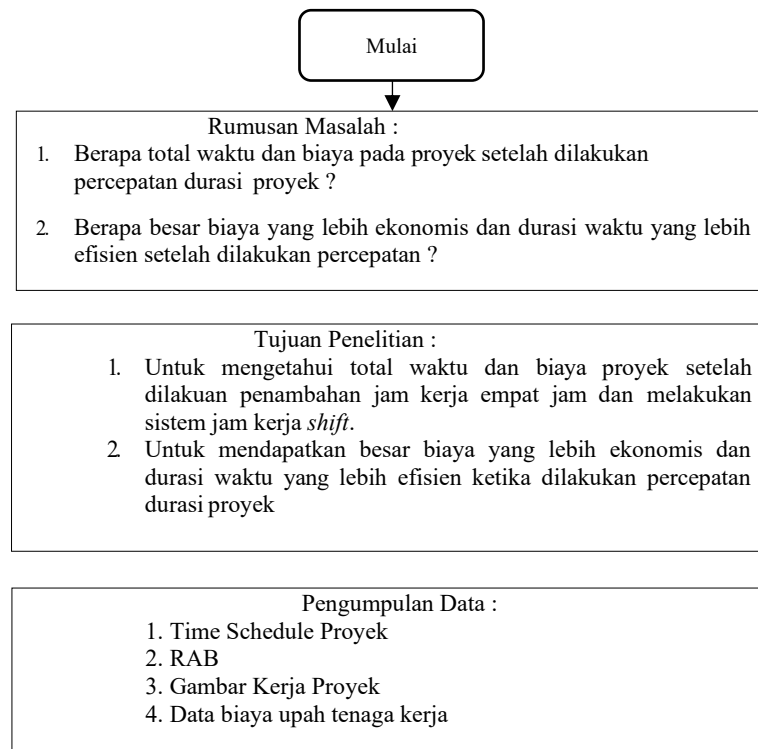 Mulai
Rumusan Masalah :
1. Berapa total waktu dan biaya pada proyek setelah dilakukan
percepatan durasi proyek ?
2. Berapa besar biaya yang lebih ekonomis dan durasi waktu yang lebih
efisien setelah dilakukan percepatan ?
Tujuan Penelitian :
1. Untuk mengetahui total waktu dan biaya proyek setelah
dilakuan penambahan jam kerja empat jam dan melakukan
sistem jam kerja shift.
2. Untuk mendapatkan besar biaya yang lebih ekonomis dan
durasi waktu yang lebih efisien ketika dilakukan percepatan
durasi proyek
Pengumpulan Data :
1. Time Schedule Proyek
2. RAB
3. Gambar Kerja Proyek
4. Data biaya upah tenaga kerja